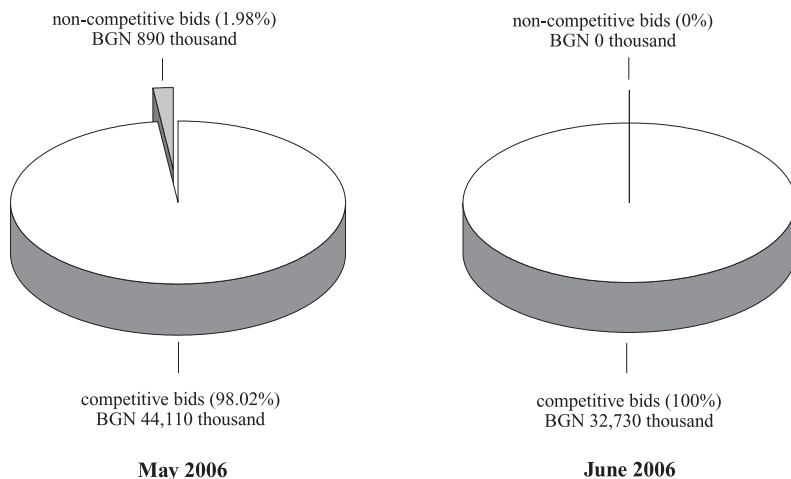 non-competitive bids (1.98%)
BGN 890 thousand
competitive bids (98.02%)
BGN 44,110 thousand
May 2006
non-competitive bids (0%)
BGN 0 thousand
competitive bids (100%)
BGN 32,730 thousand
June 2006